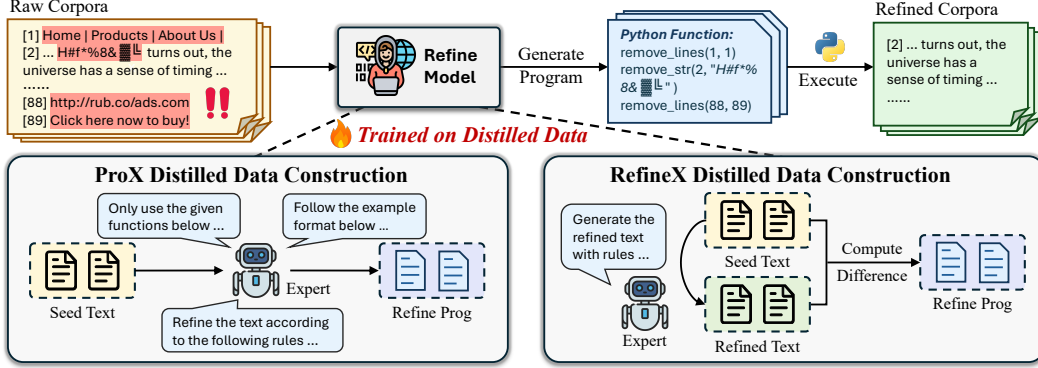 Raw Corpora
[1] Home | Products | About Us |
[2] ... H#f*%8& ▓╚ turns out, the
universe has a sense of timing ...
......
[88] http://rub.co/ads.com
[89] Click here now to buy!
Refine
Model
Generate
Program
Python Function:
remove_lines(1, 1)
remove_str(2, "H#f*%
8& ▓╚ " )
remove_lines(88, 89)
Execute
Refined Corpora
[2] ... turns out, the
universe has a
sense of timing ...
......
Trained on Distilled Data
ProX Distilled Data Construction
Only use the given
functions below ...
Follow the example
format below ...
Seed Text
Expert
Refine Prog
Refine the text according
to the following rules ...
RefineX Distilled Data Construction
Generate the
refined text
with rules ...
Expert
Seed Text
Refined Text
Compute
Difference
Refine Prog